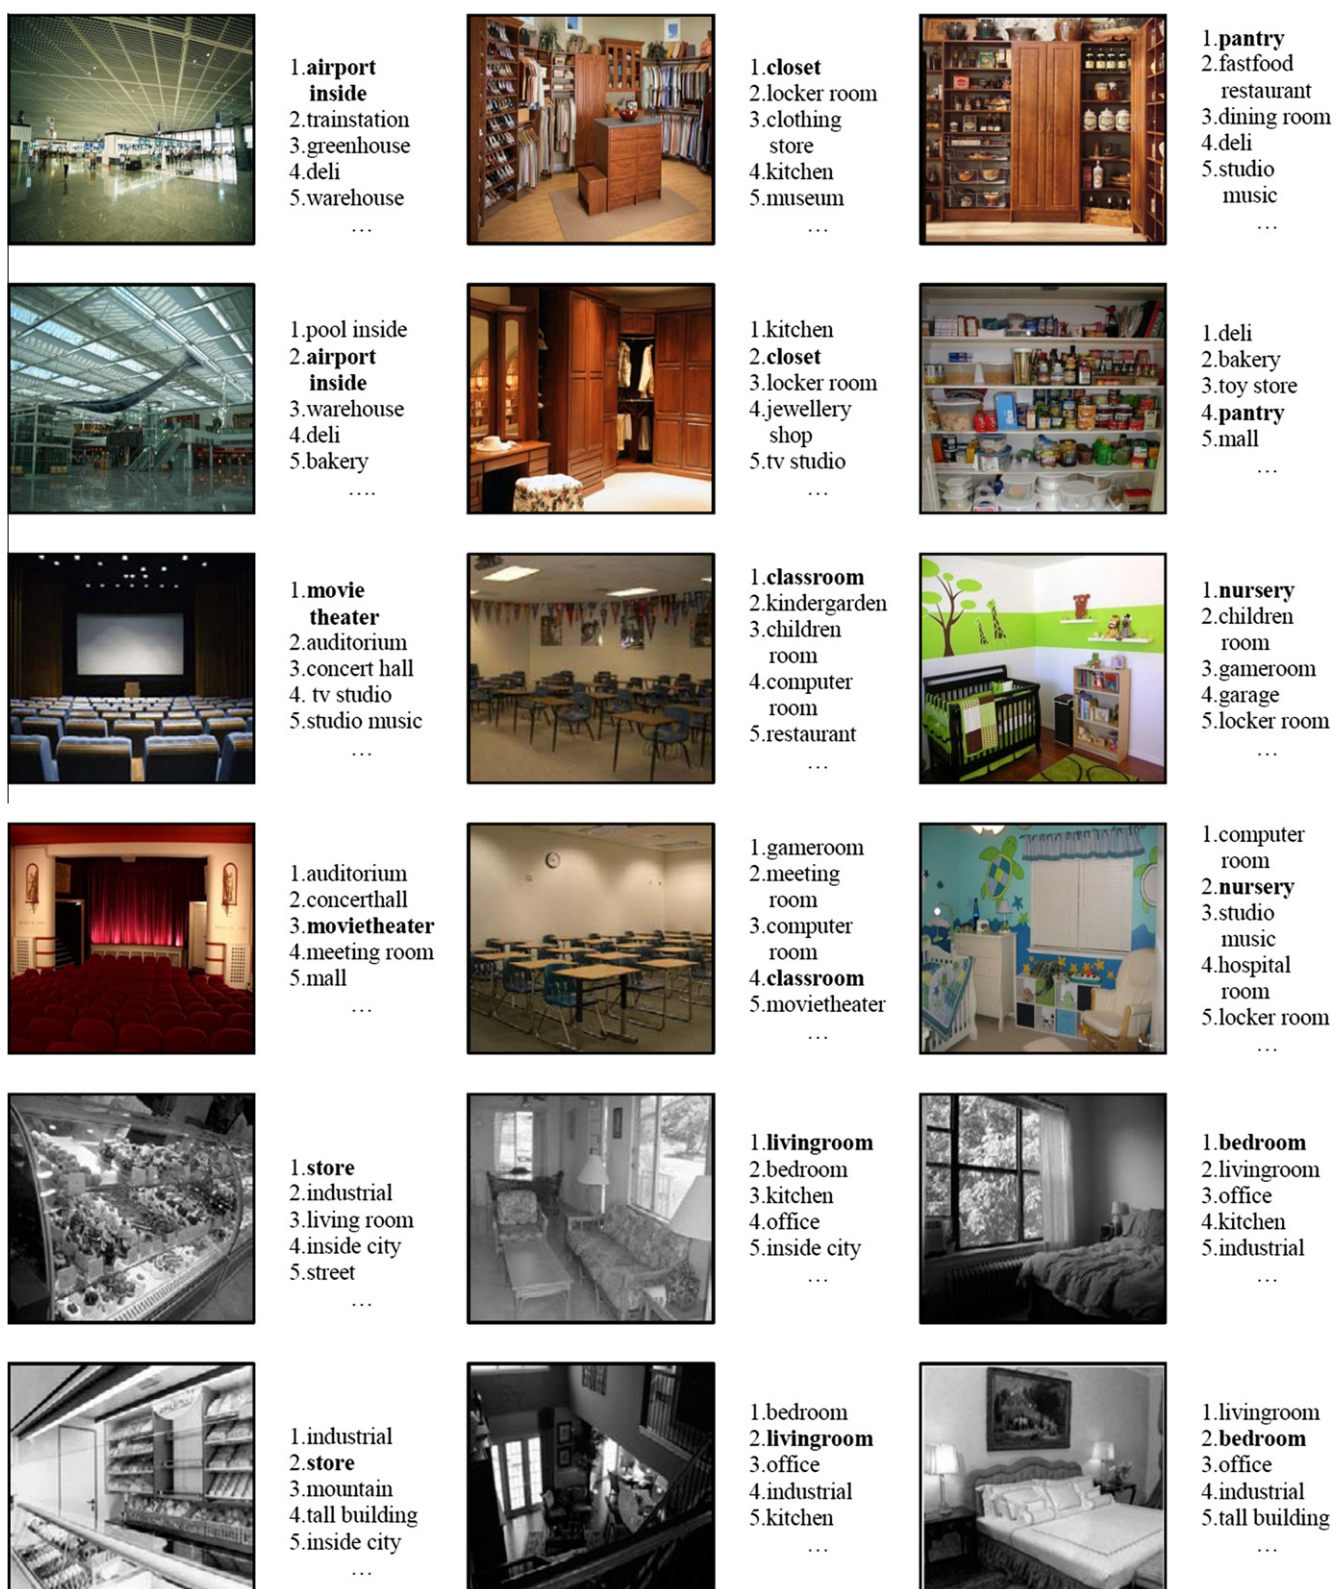 1.airport
inside
2.trainstation
3.greenhouse
4.deli
5.warehouse
…
1.closet
2.locker room
3.clothing
store
4.kitchen
5.museum
…
1.pantry
2.fastfood
restaurant
3.dining room
4.deli
5.studio
music
…
1.pool inside
2.airport
inside
3.warehouse
4.deli
5.bakery
….
1.kitchen
2.closet
3.locker room
4.jewellery
shop
5.tv studio
…
1.deli
2.bakery
3.toy store
4.pantry
5.mall
…
1.movie
theater
2.auditorium
3.concert hall
4. tv studio
5.studio music
…
1.classroom
2.kindergarden
3.children
room
4.computer
room
5.restaurant
…
1.nursery
2.children
room
3.gameroom
4.garage
5.locker room
…
1.auditorium
2.concerthall
3.movietheater
4.meeting room
5.mall
…
1.gameroom
2.meeting
room
3.computer
room
4.classroom
5.movietheater
…
1.computer
room
2.nursery
3.studio
music
4.hospital
room
5.locker room
…
1.store
2.industrial
3.living room
4.inside city
5.street
…
1.livingroom
2.bedroom
3.kitchen
4.office
5.inside city
…
1.bedroom
2.livingroom
3.office
4.kitchen
5.industrial
…
1.industrial
2.store
3.mountain
4.tall building
5.inside city
…
1.bedroom
2.livingroom
3.office
4.industrial
5.kitchen
…
1.livingroom
2.bedroom
3.office
4.industrial
5.tall building
…